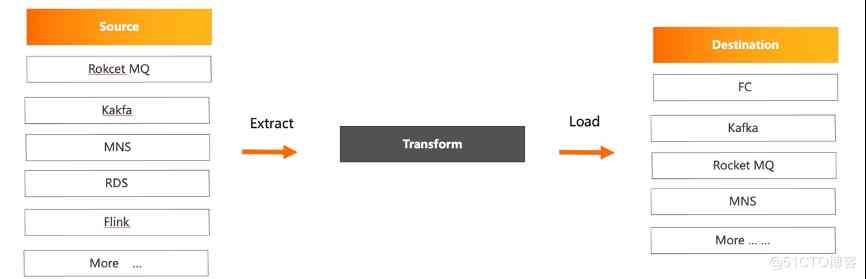 Source
Rokcet MQ
Kakfa
MNS
RDS
Flink
More ...
Extract
Transform
Load
Destination
FC
Kafka
Rocket MQ
MNS
More ... ...
@51CTO博客